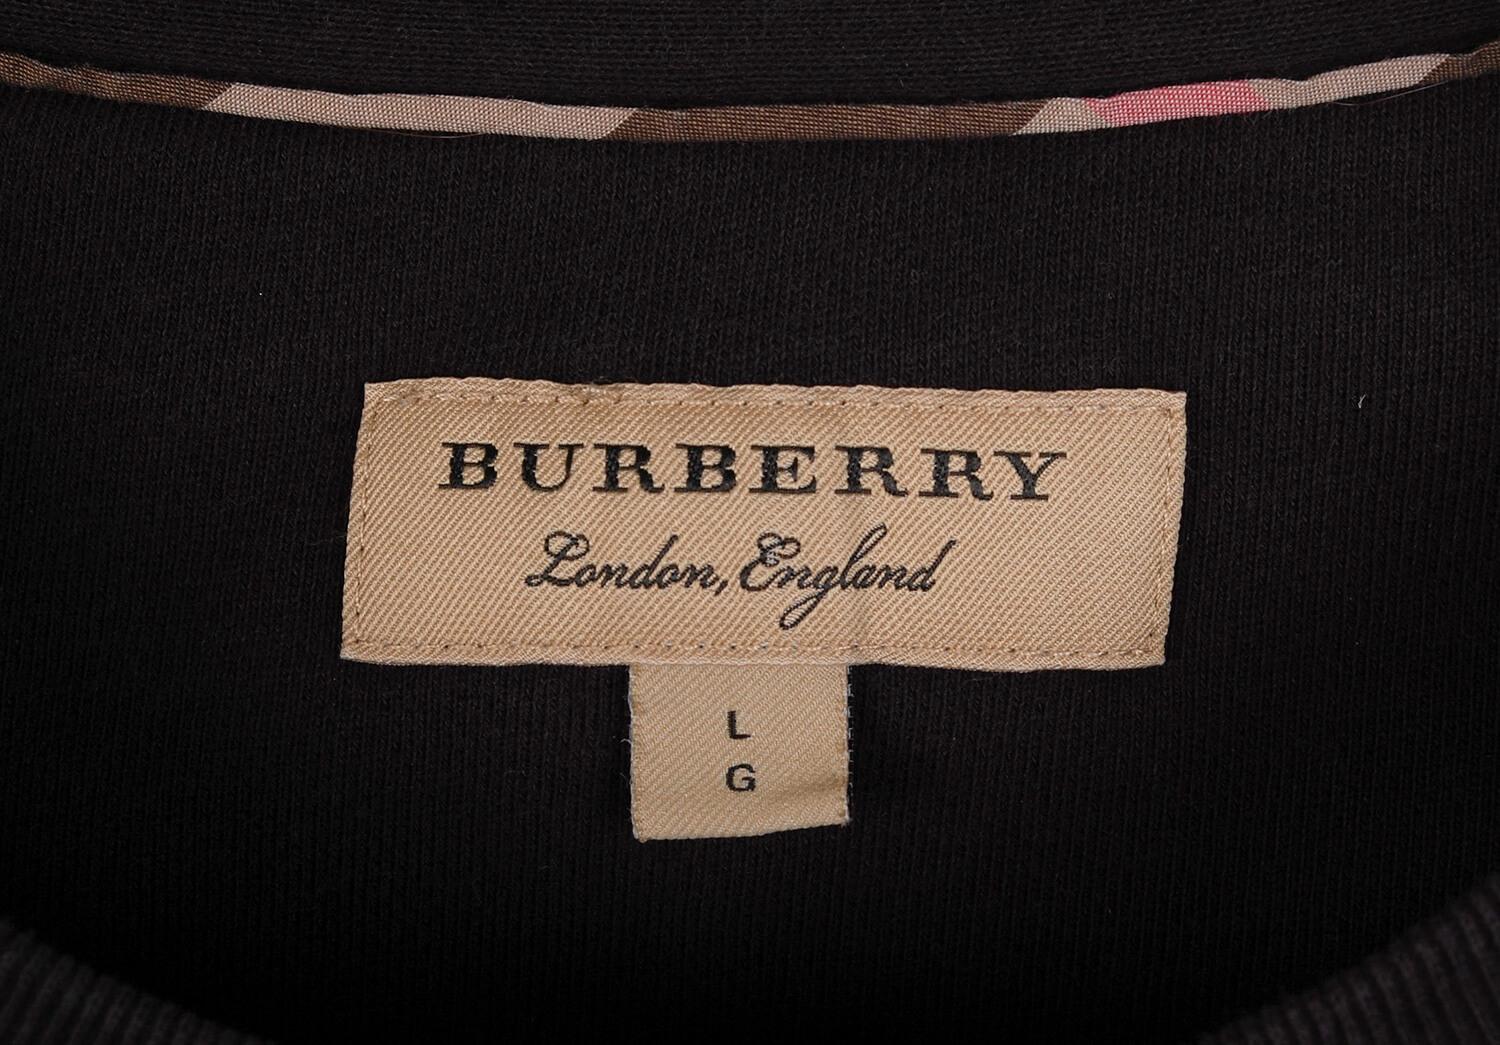 BURBERRY
London, England
L
G